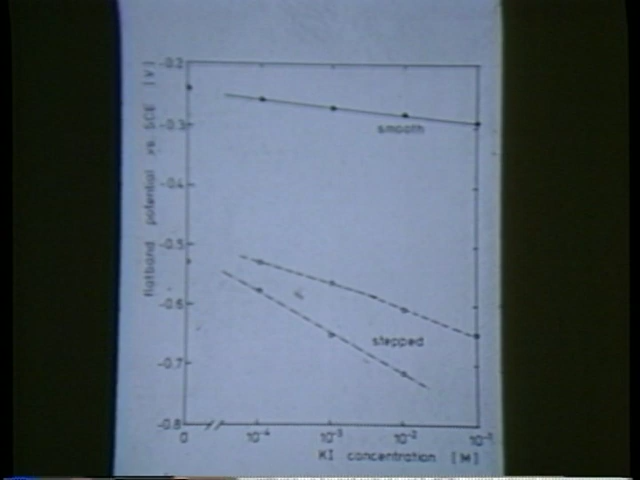 flatband potential vs. SCE [V]
-0.2
-0.3
-0.4
-0.5
-0.6
-0.7
-0.8
smooth
stepped
0 10⁻⁴ 10⁻³ 10⁻² 10⁻¹
KI concentration [M]